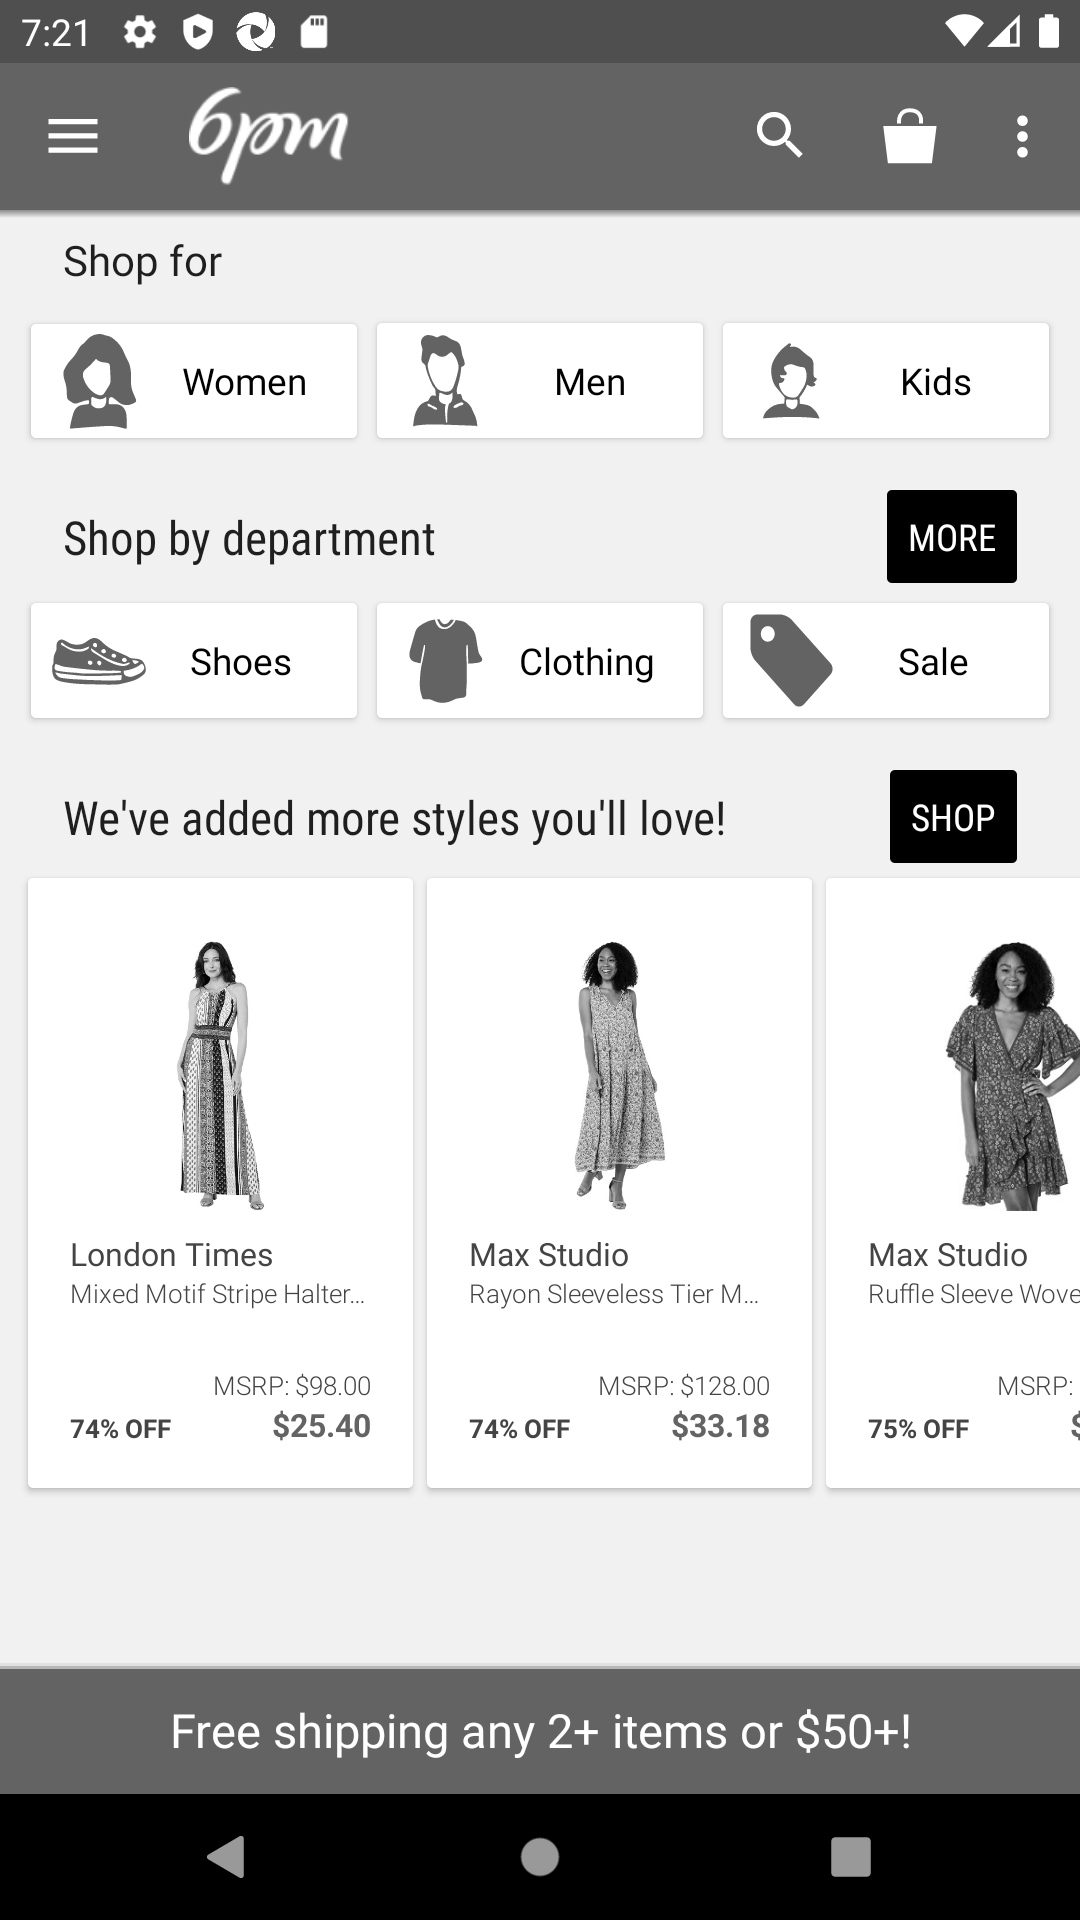 7:21
6pm
Shop for
Women
Men
Kids
Shop by department
MORE
Shoes
Clothing
Sale
We've added more styles you'll love!
SHOP
London Times
Mixed Motif Stripe Halter...
MSRP: $98.00
74% OFF
$25.40
Max Studio
Rayon Sleeveless Tier M...
MSRP: $128.00
74% OFF
$33.18
Max Studio
Ruffle Sleeve Wove
MSRP:
75% OFF
$
Free shipping any 2+ items or $50+!